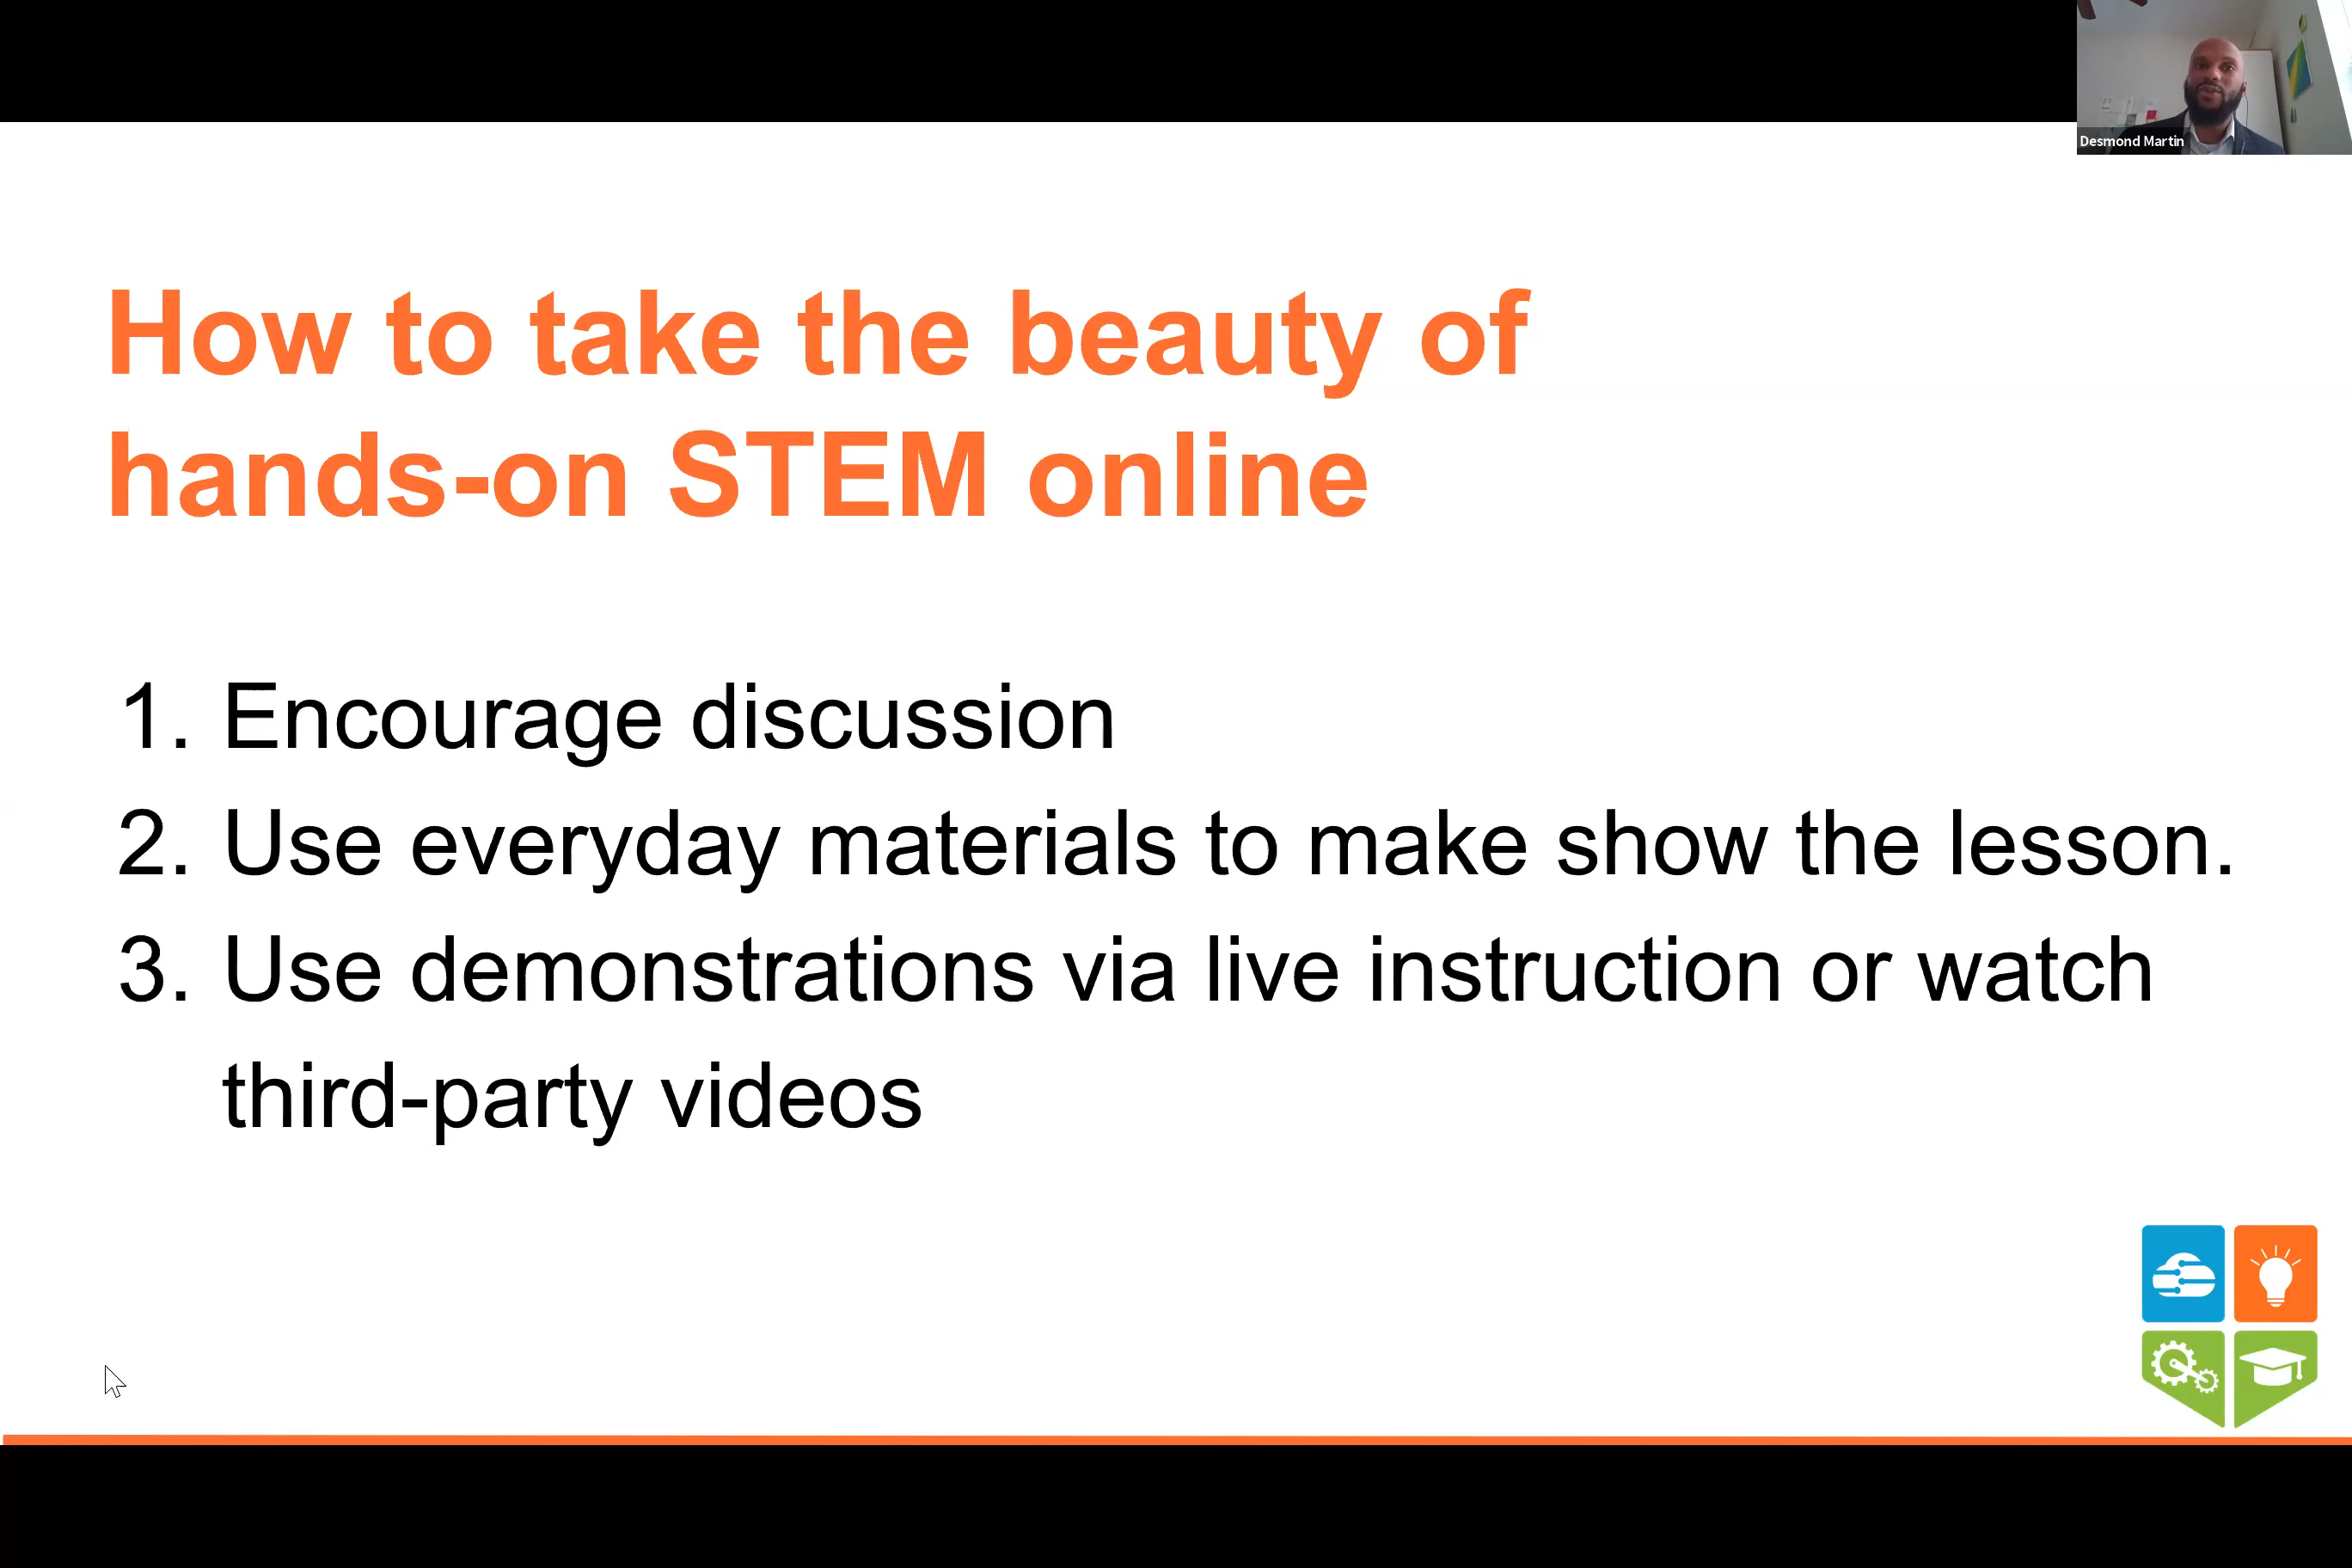 Desmond Martin
How to take the beauty of
hands-on STEM online
1. Encourage discussion
2. Use everyday materials to make show the lesson.
3. Use demonstrations via live instruction or watch
third-party videos